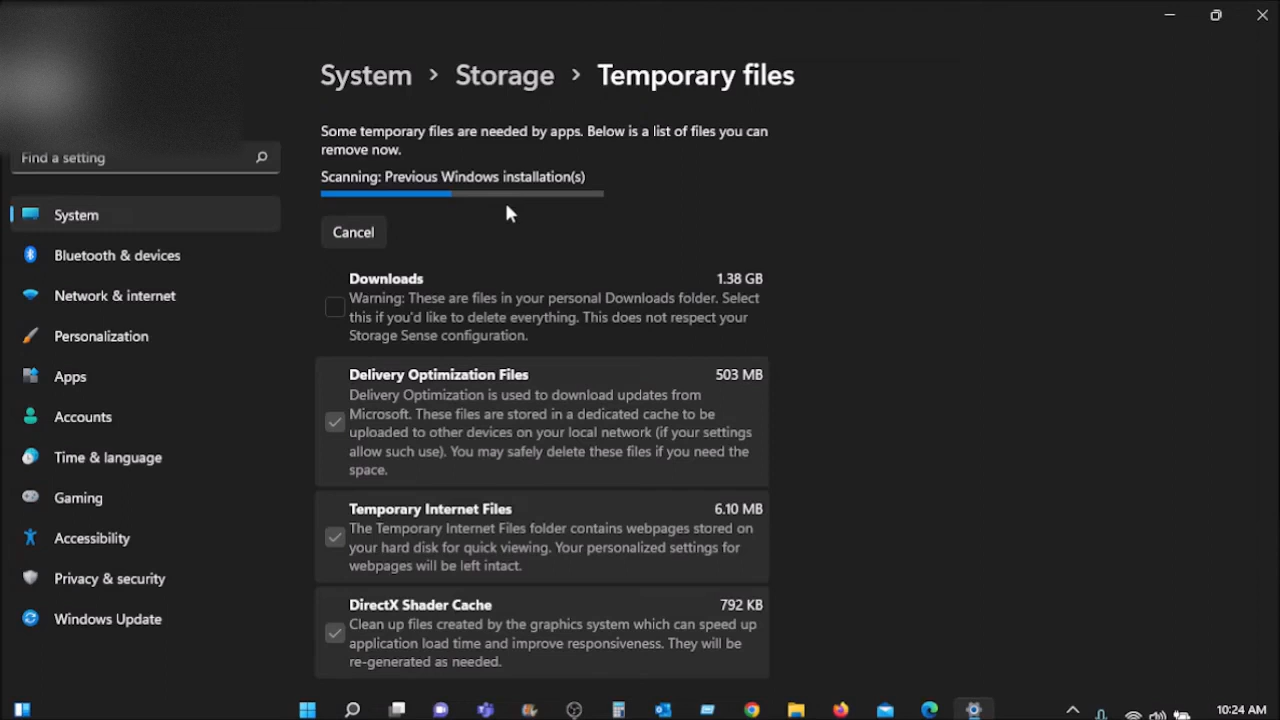 System > Storage > Temporary files
Some temporary files are needed by apps. Below is a list of files you can
remove now.
Find a setting
Scanning: Previous Windows installation(s)
Cancel
System
Bluetooth & devices
Network & internet
Personalization
Apps
Accounts
Time & language
Gaming
Accessibility
Privacy & security
Windows Update
Downloads 1.38 GB
Warning: These are files in your personal Downloads folder. Select
this if you'd like to delete everything. This does not respect your
Storage Sense configuration.
Delivery Optimization Files 503 MB
Delivery Optimization is used to download updates from
Microsoft. These files are stored in a dedicated cache to be
uploaded to other devices on your local network (if your settings
allow such use). You may safely delete these files if you need the
space.
Temporary Internet Files 6.10 MB
The Temporary Internet Files folder contains webpages stored on
your hard disk for quick viewing. Your personalized settings for
webpages will be left intact.
DirectX Shader Cache 792 KB
Clean up files created by the graphics system which can speed up
application load time and improve responsiveness. They will be
re-generated as needed.
10:24 AM